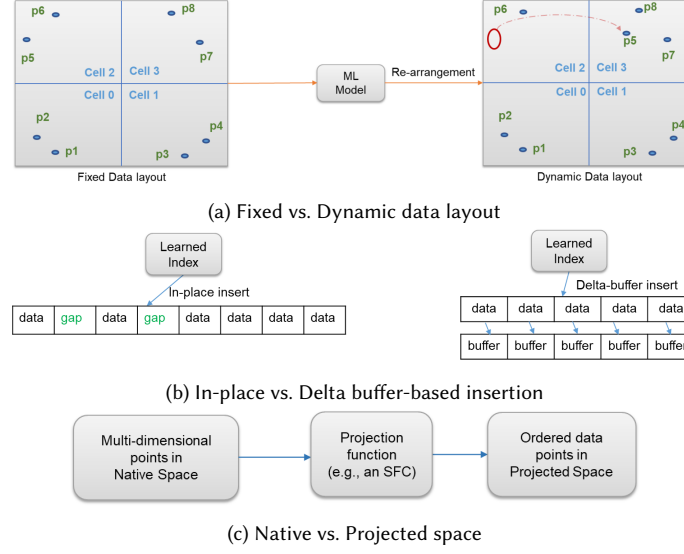 p6
p5
Cell 2
Cell 3
p8
p7
Cell 0
Cell 1
p2
p1
p3
p4
Fixed Data layout
ML
Model
Re-arrangement
p6
p8
p5
p7
Cell 2
Cell 3
Cell 0
Cell 1
p2
p1
p3
p4
Dynamic Data layout
(a) Fixed vs. Dynamic data layout
Learned
Index
In-place insert
data gap data gap data data data data
Learned
Index
Delta-buffer insert
data data data data data
buffer buffer buffer buffer buffer
(b) In-place vs. Delta buffer-based insertion
Multi-dimensional
points in
Native Space
Projection
function
(e.g., an SFC)
Ordered data
points in
Projected Space
(c) Native vs. Projected space